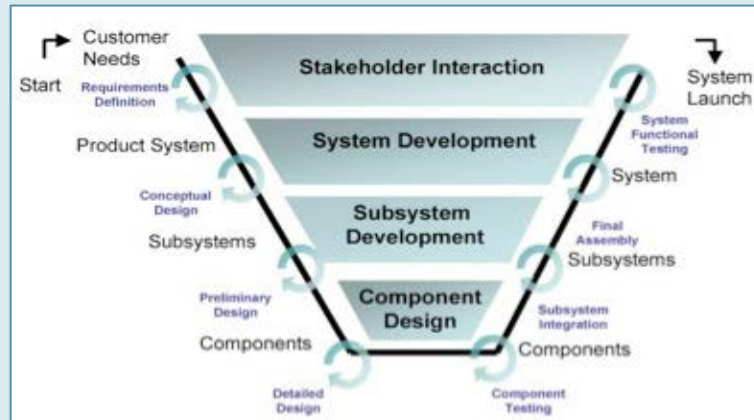 Start
Customer
Needs
Requirements
Definition
Product System
Conceptual
Design
Subsystems
Preliminary
Design
Components
Detailed
Design
Stakeholder Interaction
System Development
Subsystem
Development
Component
Design
System
Launch
System
Functional
Testing
System
Final
Assembly
Subsystems
Subsystem
Integration
Components
Component
Testing